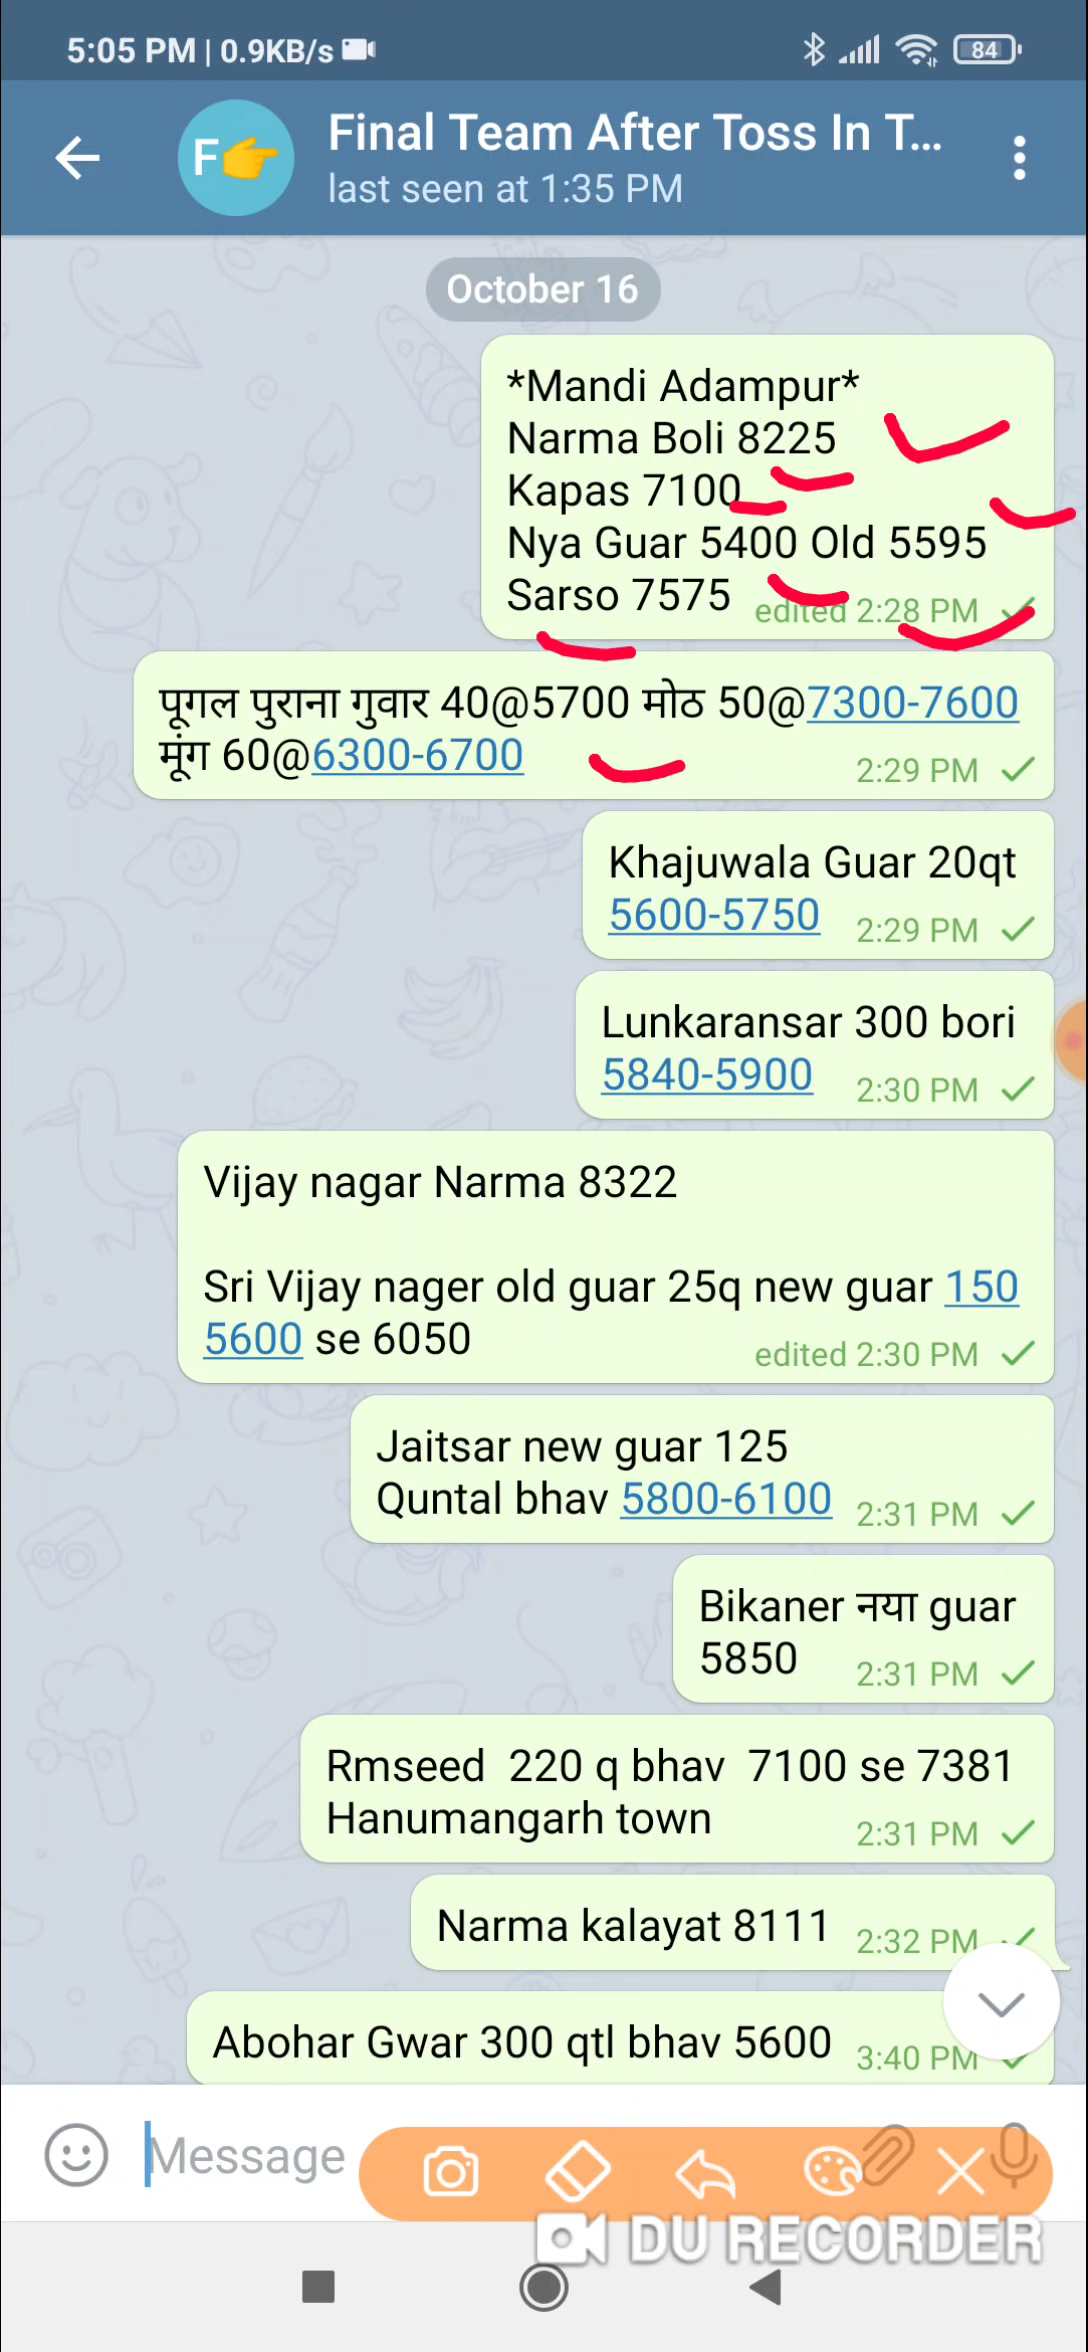 5:05 PM | 0.9KB/s
84
F👉 Final Team After Toss In T...
last seen at 1:35 PM
October 16
*Mandi Adampur*
Narma Boli 8225
Kapas 7100
Nya Guar 5400 Old 5595
Sarso 7575 edited 2:28 PM
पूगल पुराना गुवार 40@5700 मोठ 50@7300-7600
मूंग 60@6300-6700 2:29 PM
Khajuwala Guar 20qt
5600-5750 2:29 PM
Lunkaransar 300 bori
5840-5900 2:30 PM
Vijay nagar Narma 8322
Sri Vijay nager old guar 25q new guar 150
5600 se 6050 edited 2:30 PM
Jaitsar new guar 125
Quntal bhav 5800-6100 2:31 PM
Bikaner नया guar
5850 2:31 PM
Rmseed  220 q bhav  7100 se 7381
Hanumangarh town 2:31 PM
Narma kalayat 8111 2:32 PM
Abohar Gwar 300 qtl bhav 5600 3:40 PM
Message
DU RECORDER